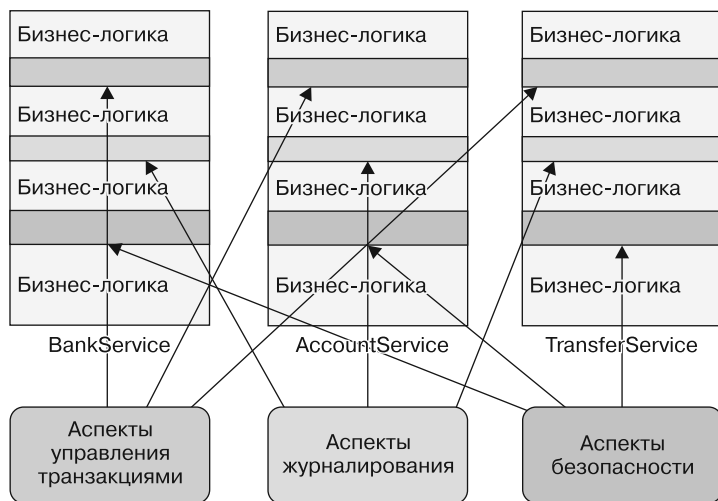 Бизнес-логика
Бизнес-логика
Бизнес-логика
Бизнес-логика
BankService
Бизнес-логика
Бизнес-логика
Бизнес-логика
Бизнес-логика
AccountService
Бизнес-логика
Бизнес-логика
Бизнес-логика
Бизнес-логика
TransferService
Аспекты
управления
транзакциями
Аспекты
журналирования
Аспекты
безопасности